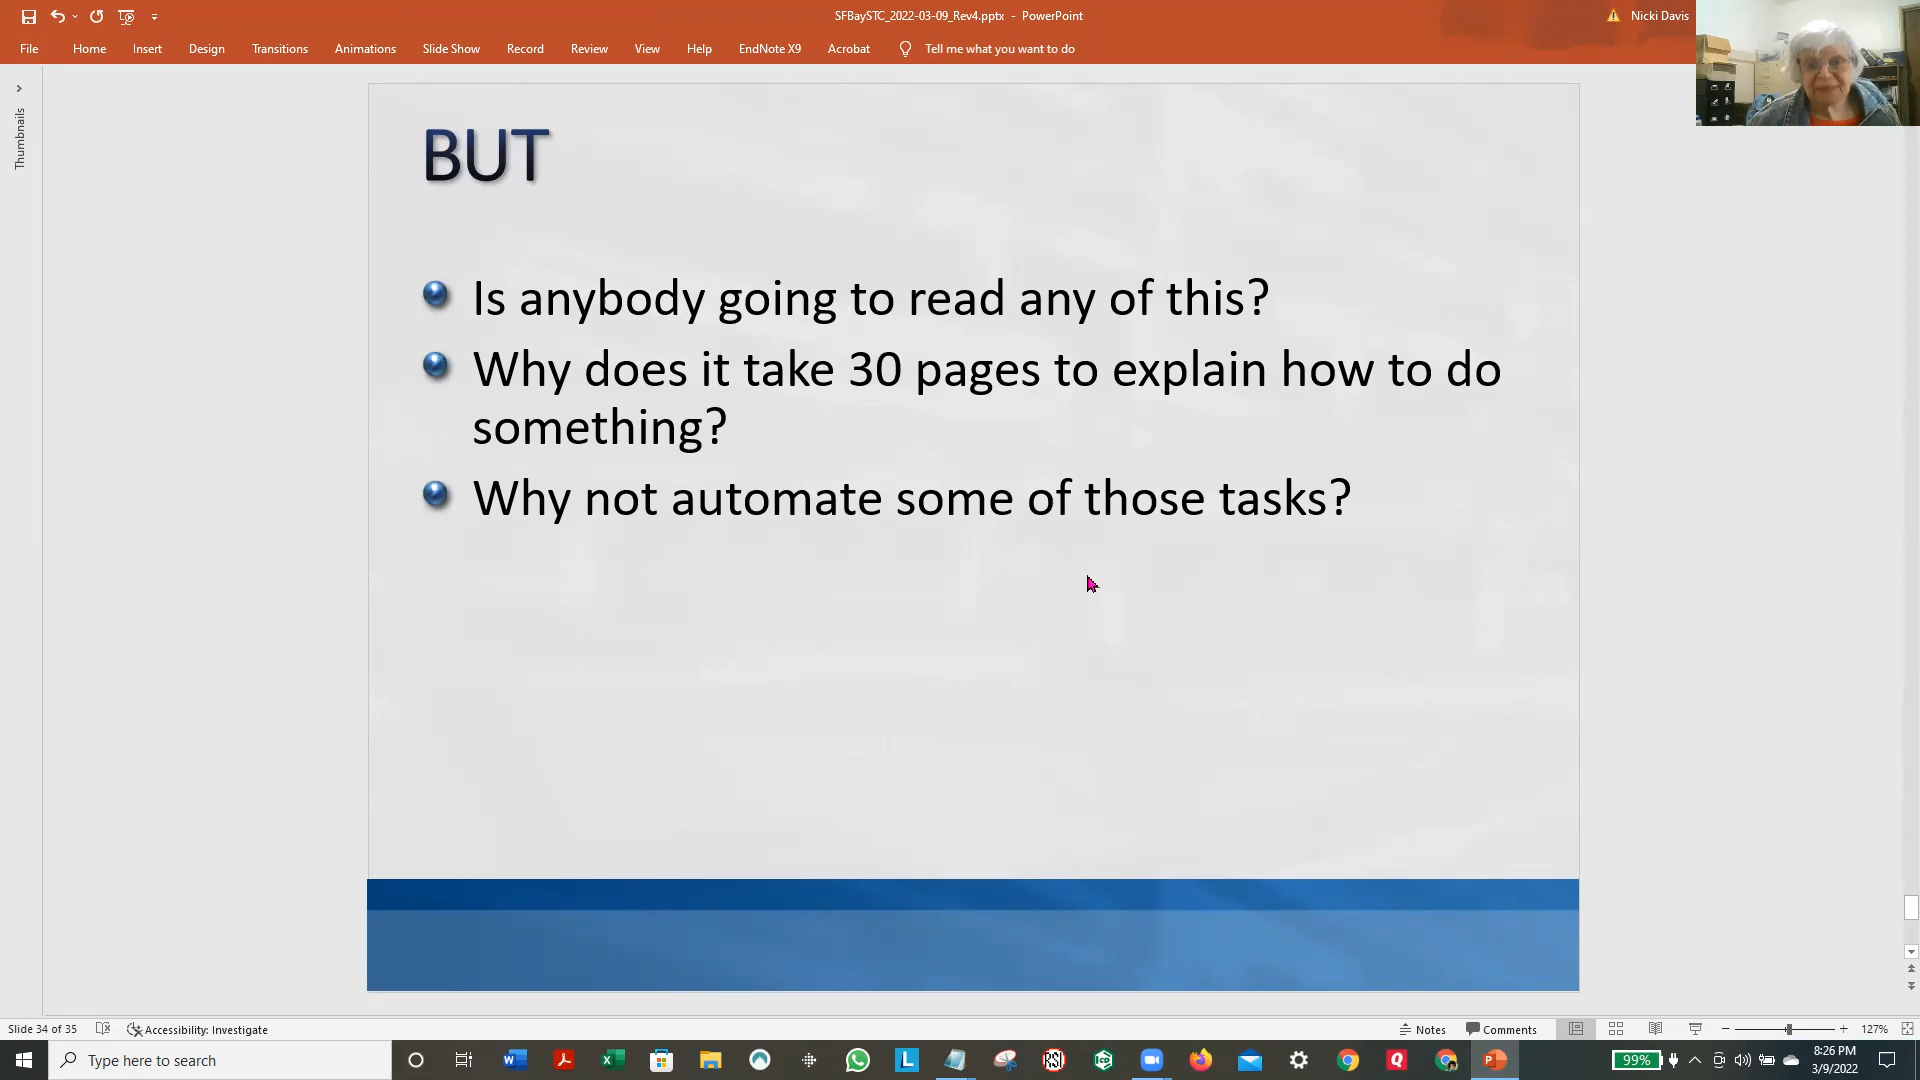 SFBaySTC_2022-03-09_Rev4.pptx - PowerPoint
Nicki Davis
File Home Insert Design Transitions Animations Slide Show Record Review View Help EndNote X9 Acrobat Tell me what you want to do
Thumbnails
BUT
Is anybody going to read any of this?
Why does it take 30 pages to explain how to do
something?
Why not automate some of those tasks?
Slide 34 of 35 Accessibility: Investigate Notes Comments 127%
Type here to search
99%
8:26 PM
3/9/2022